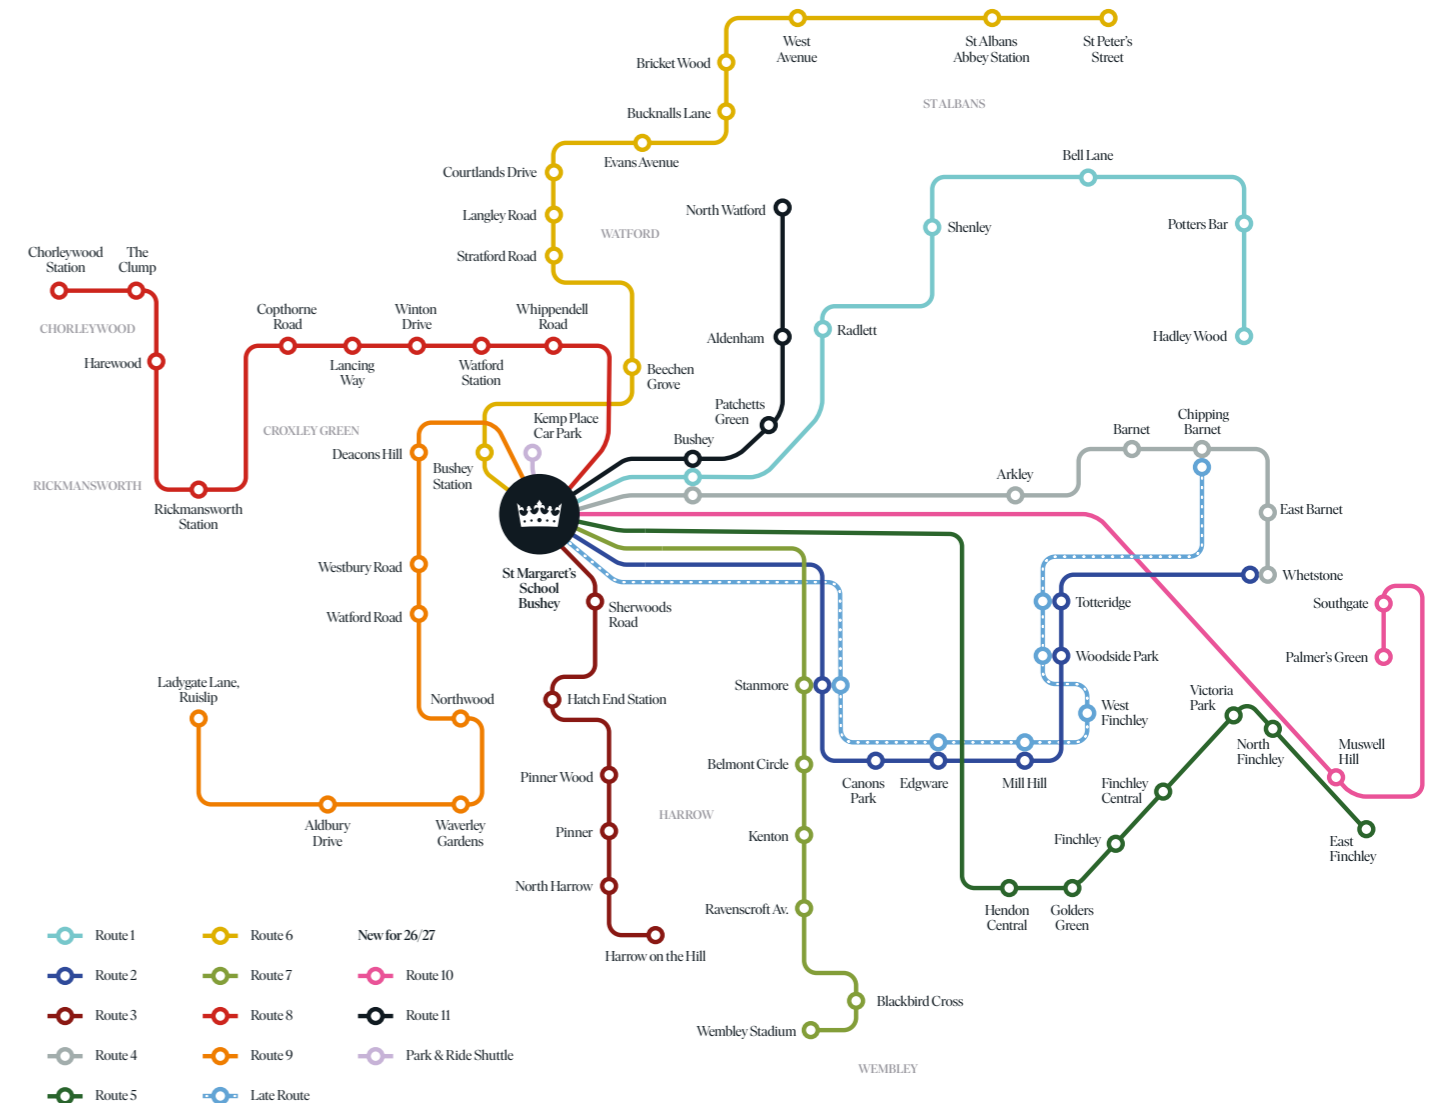 West
Avenue
St Albans
Abbey Station
St Peter's
Street
Bricket Wood
ST ALBANS
Bucknalls Lane
Evans Avenue
Bell Lane
Courtlands Drive
North Watford
Langley Road
Shenley
Potters Bar
WATFORD
Stratford Road
Chorleywood
Station
The
Clump
Copthorne
Road
Winton
Drive
Whippendell
Road
CHORLEYWOOD
Radlett
Aldenham
Hadley Wood
Harewood
Lancing
Way
Watford
Station
Beechen
Grove
Patchetts
Green
Kemp Place
Car Park
Chipping
Barnet
Barnet
CROXLEY GREEN
Bushey
Deacons Hill
Bushey
Station
Arkley
RICKMANSWORTH
Rickmansworth
Station
East Barnet
Westbury Road
St Margaret's
School
Bushey
Whetstone
Sherwoods
Road
Totteridge
Southgate
Watford Road
Woodside Park
Palmer's Green
Ladygate Lane,
Ruislip
Northwood
Hatch End Station
Stanmore
Victoria
Park
West
Finchley
North
Finchley
Muswell
Hill
Pinner Wood
Belmont Circle
Canons
Park
Edgware
Mill Hill
Finchley
Central
HARROW
Aldbury
Drive
Waverley
Gardens
Pinner
Kenton
Finchley
East
Finchley
North Harrow
Ravenscroft Av.
Hendon
Central
Golders
Green
Harrow on the Hill
Blackbird Cross
Wembley Stadium
WEMBLEY
Route 1
Route 2
Route 3
Route 4
Route 5
Route 6
Route 7
Route 8
Route 9
Late Route
New for 26/27
Route 10
Route 11
Park & Ride Shuttle